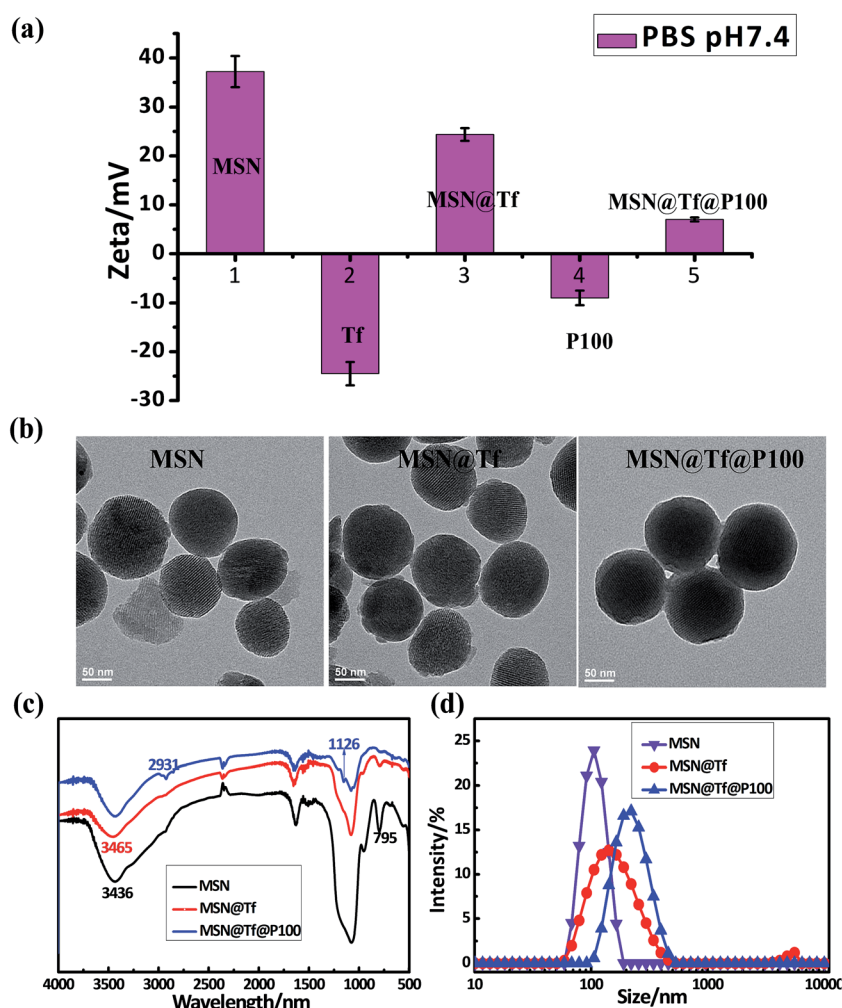 (a)
PBS pH7.4
Zeta/mV
40
30
20
10
0
-10
-20
-30
1
2
3
4
5
MSN
Tf
MSN@Tf
P100
MSN@Tf@P100
(b)
MSN
MSN@Tf
MSN@Tf@P100
50 nm
50 nm
50 nm
(c)
2931
1126
3465
3436
795
MSN
MSN@Tf
MSN@Tf@P100
4000 3500 3000 2500 2000 1500 1000 500
Wavelength/nm
(d)
Intensity/%
25
20
15
10
5
0
MSN
MSN@Tf
MSN@Tf@P100
10 100 1000 10000
Size/nm